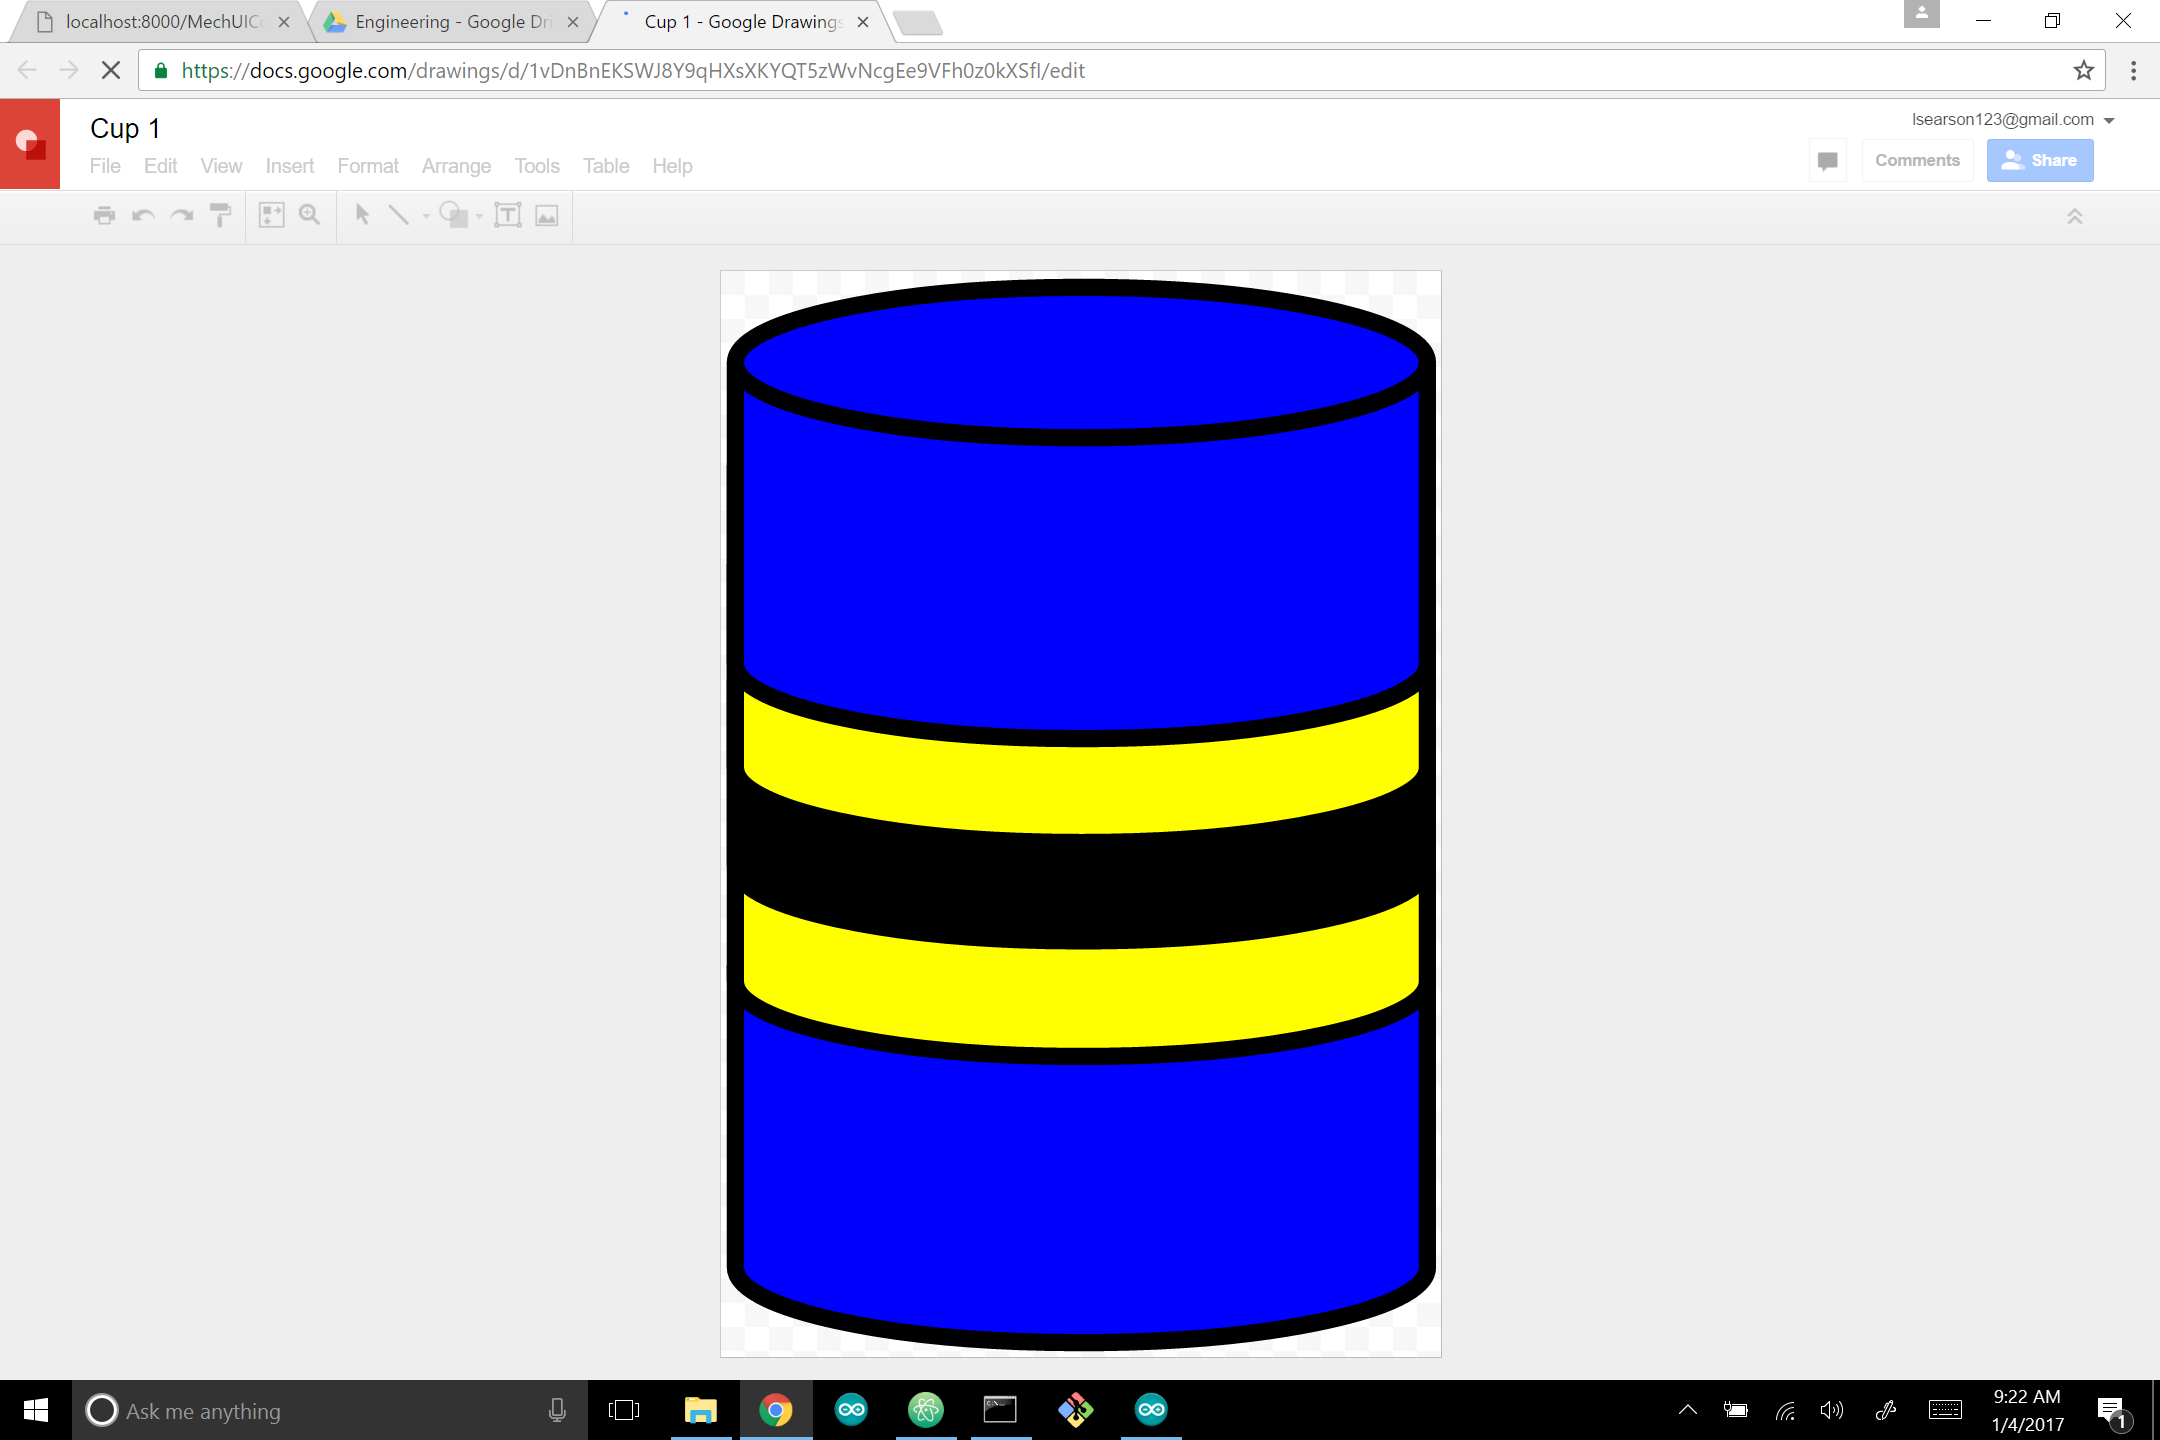 localhost:8000/MechUIC
Engineering - Google Dri
Cup 1 - Google Drawings
https://docs.google.com/drawings/d/1vDnBnEKSWJ8Y9qHXsXKYQT5zWvNcgEe9VFh0z0kXSfI/edit
Cup 1
lsearson123@gmail.com
File Edit View Insert Format Arrange Tools Table Help
Comments
Share
Ask me anything
9:22 AM
1/4/2017
1